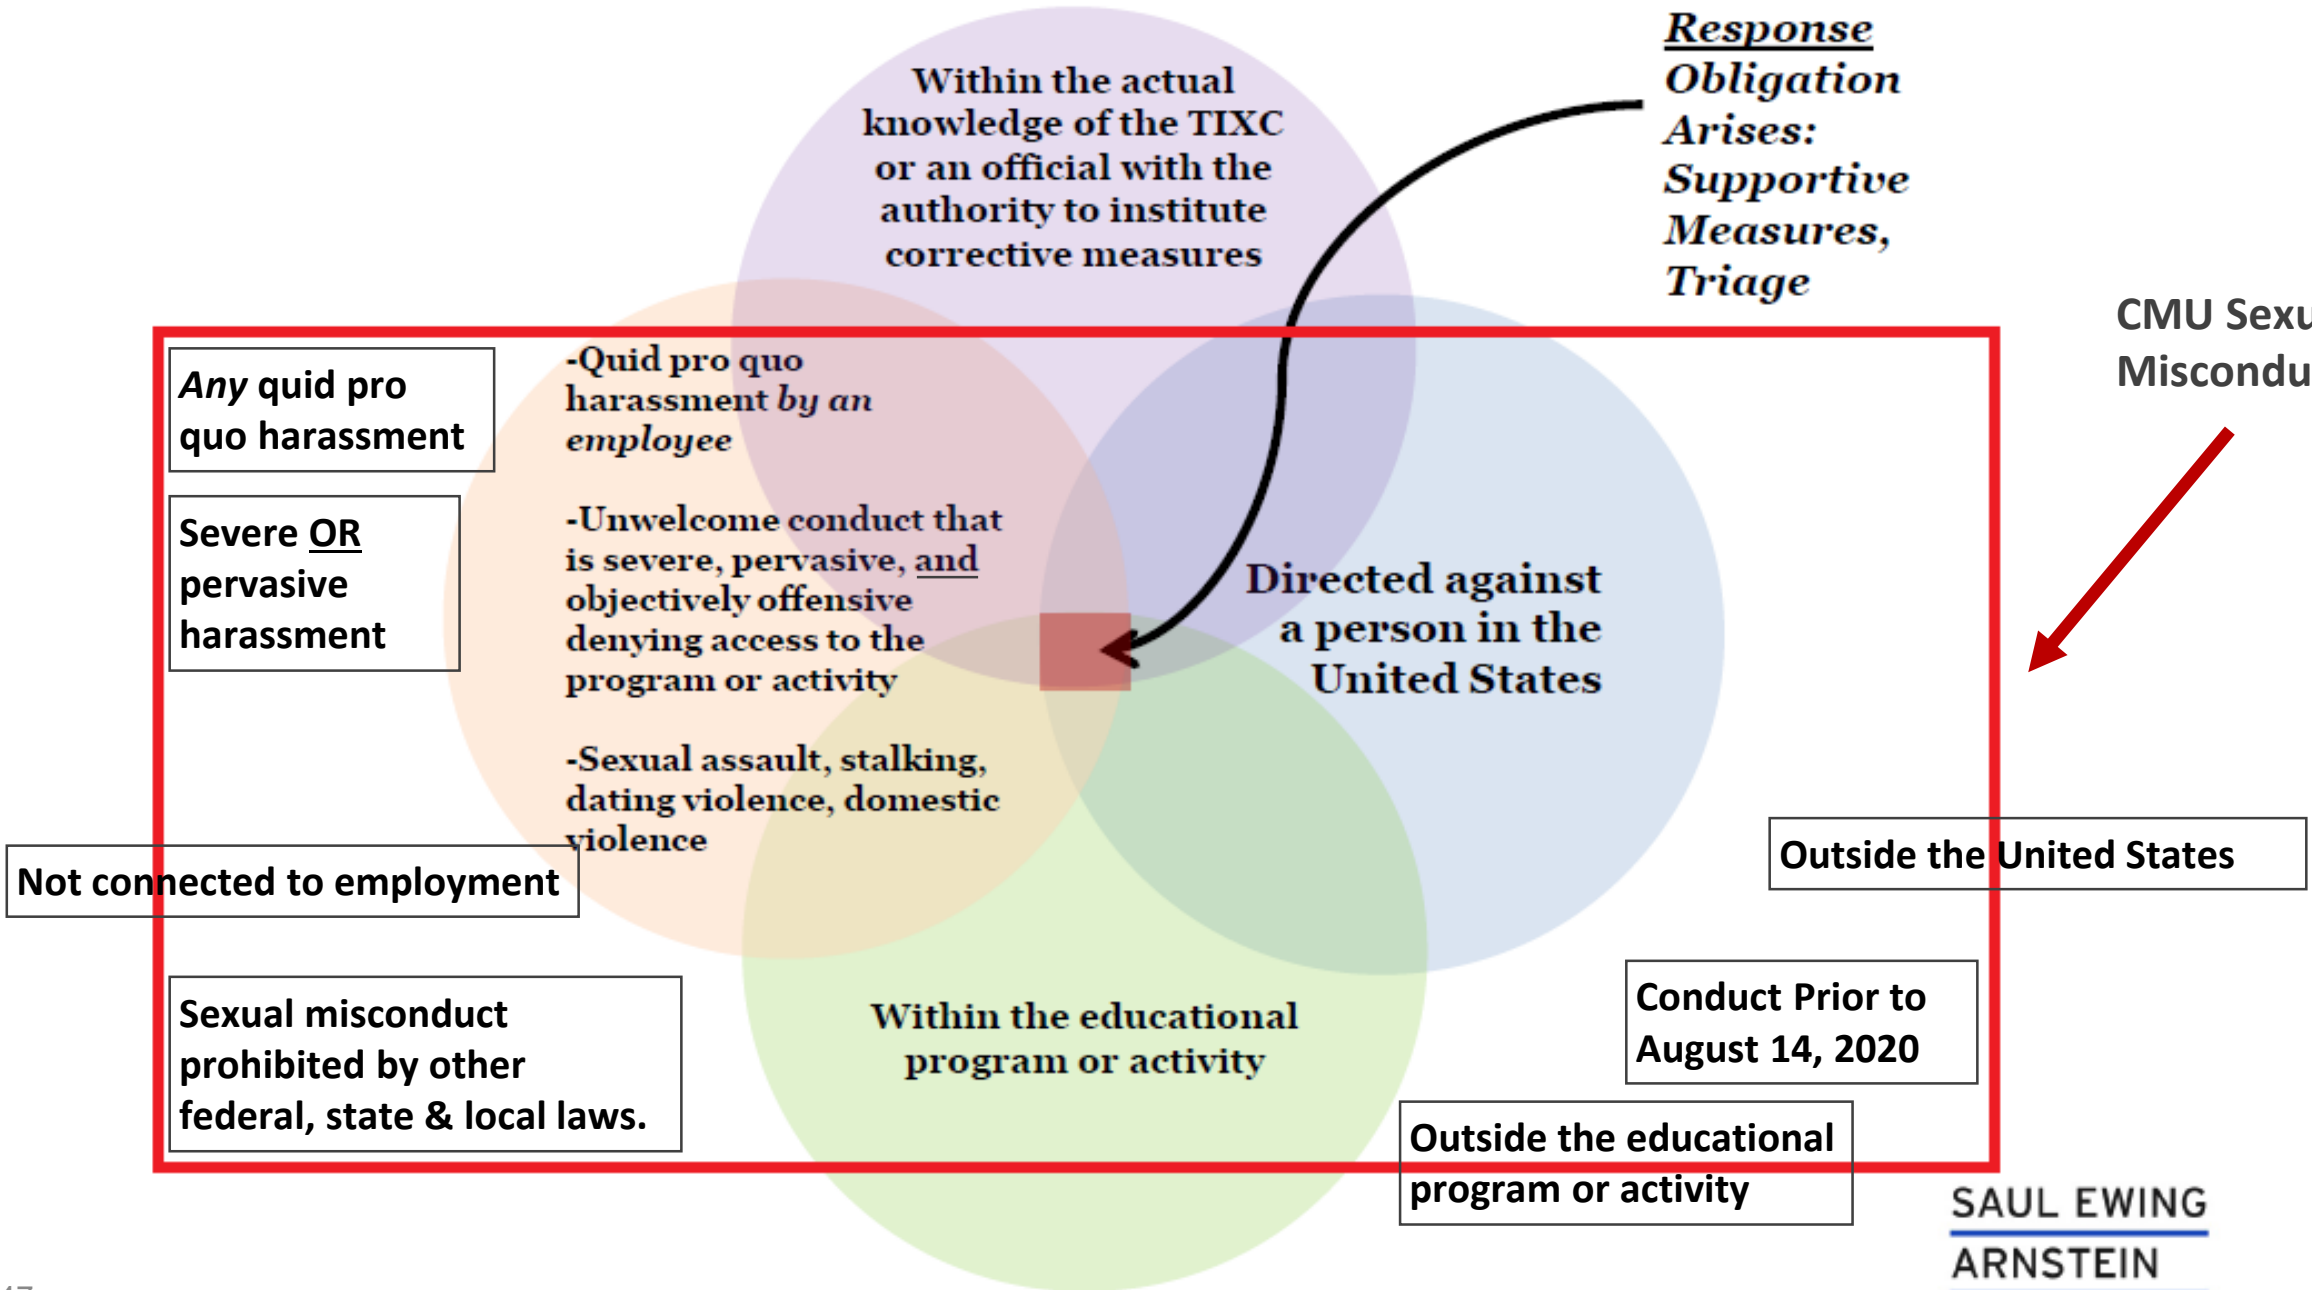 Within the actual
knowledge of the TIXC
or an official with the
authority to institute
corrective measures
Response
Obligation
Arises:
Supportive
Measures,
Triage
CMU
Any quid pro
quo harassment
Severe OR
pervasive
harassment
-Quid pro quo
harassment by an
employee
-Unwelcome conduct that
is severe, pervasive, and
objectively offensive
denying access to the
program or activity
-Sexual assault, stalking,
dating violence, domestic
violence
Directed against
a person in the
United States
Not connected to employment
Outside the United States
Sexual misconduct
prohibited by other
federal, state & local laws.
Within the educational
program or activity
Conduct Prior to
August 14, 2020
Outside the educational
program or activity
SAUL EWING
ARNSTEIN